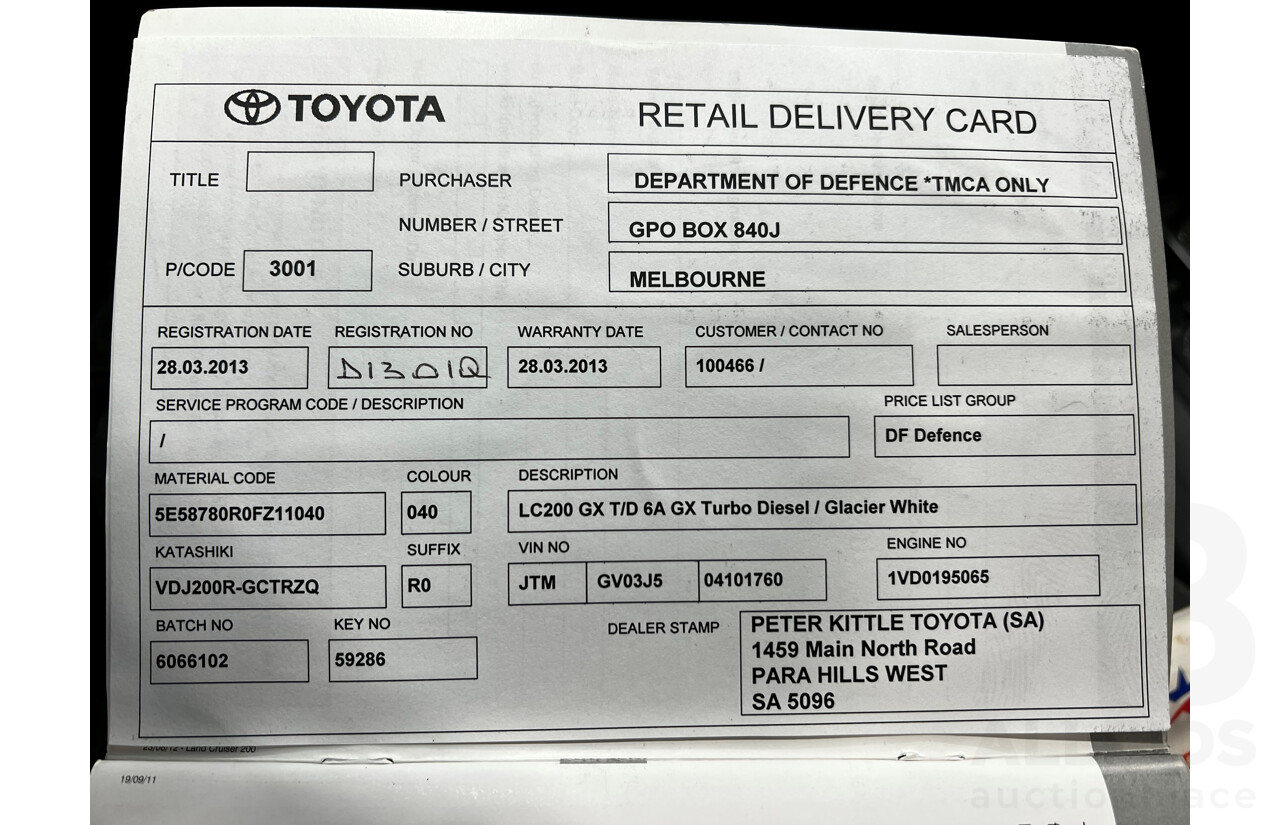 TOYOTA
RETAIL DELIVERY CARD
TITLE
PURCHASER
DEPARTMENT OF DEFENCE *TMCA ONLY
NUMBER / STREET
GPO BOX 840J
P/CODE
3001
SUBURB / CITY
MELBOURNE
REGISTRATION DATE
REGISTRATION NO
WARRANTY DATE
CUSTOMER / CONTACT NO
SALESPERSON
28.03.2013
D1301Q
28.03.2013
100466 /
SERVICE PROGRAM CODE / DESCRIPTION
PRICE LIST GROUP
/
DF Defence
MATERIAL CODE
COLOUR
DESCRIPTION
5E58780R0FZ11040
040
LC200 GX T/D 6A GX Turbo Diesel / Glacier White
KATASHIKI
SUFFIX
VIN NO
ENGINE NO
VDJ200R-GCTRZQ
R0
JTM
GV03J5
04101760
1VD0195065
BATCH NO
KEY NO
DEALER STAMP
6066102
59286
PETER KITTLE TOYOTA (SA)
1459 Main North Road
PARA HILLS WEST
SA 5096
23/08/12 - Land Cruiser 200
19/09/11